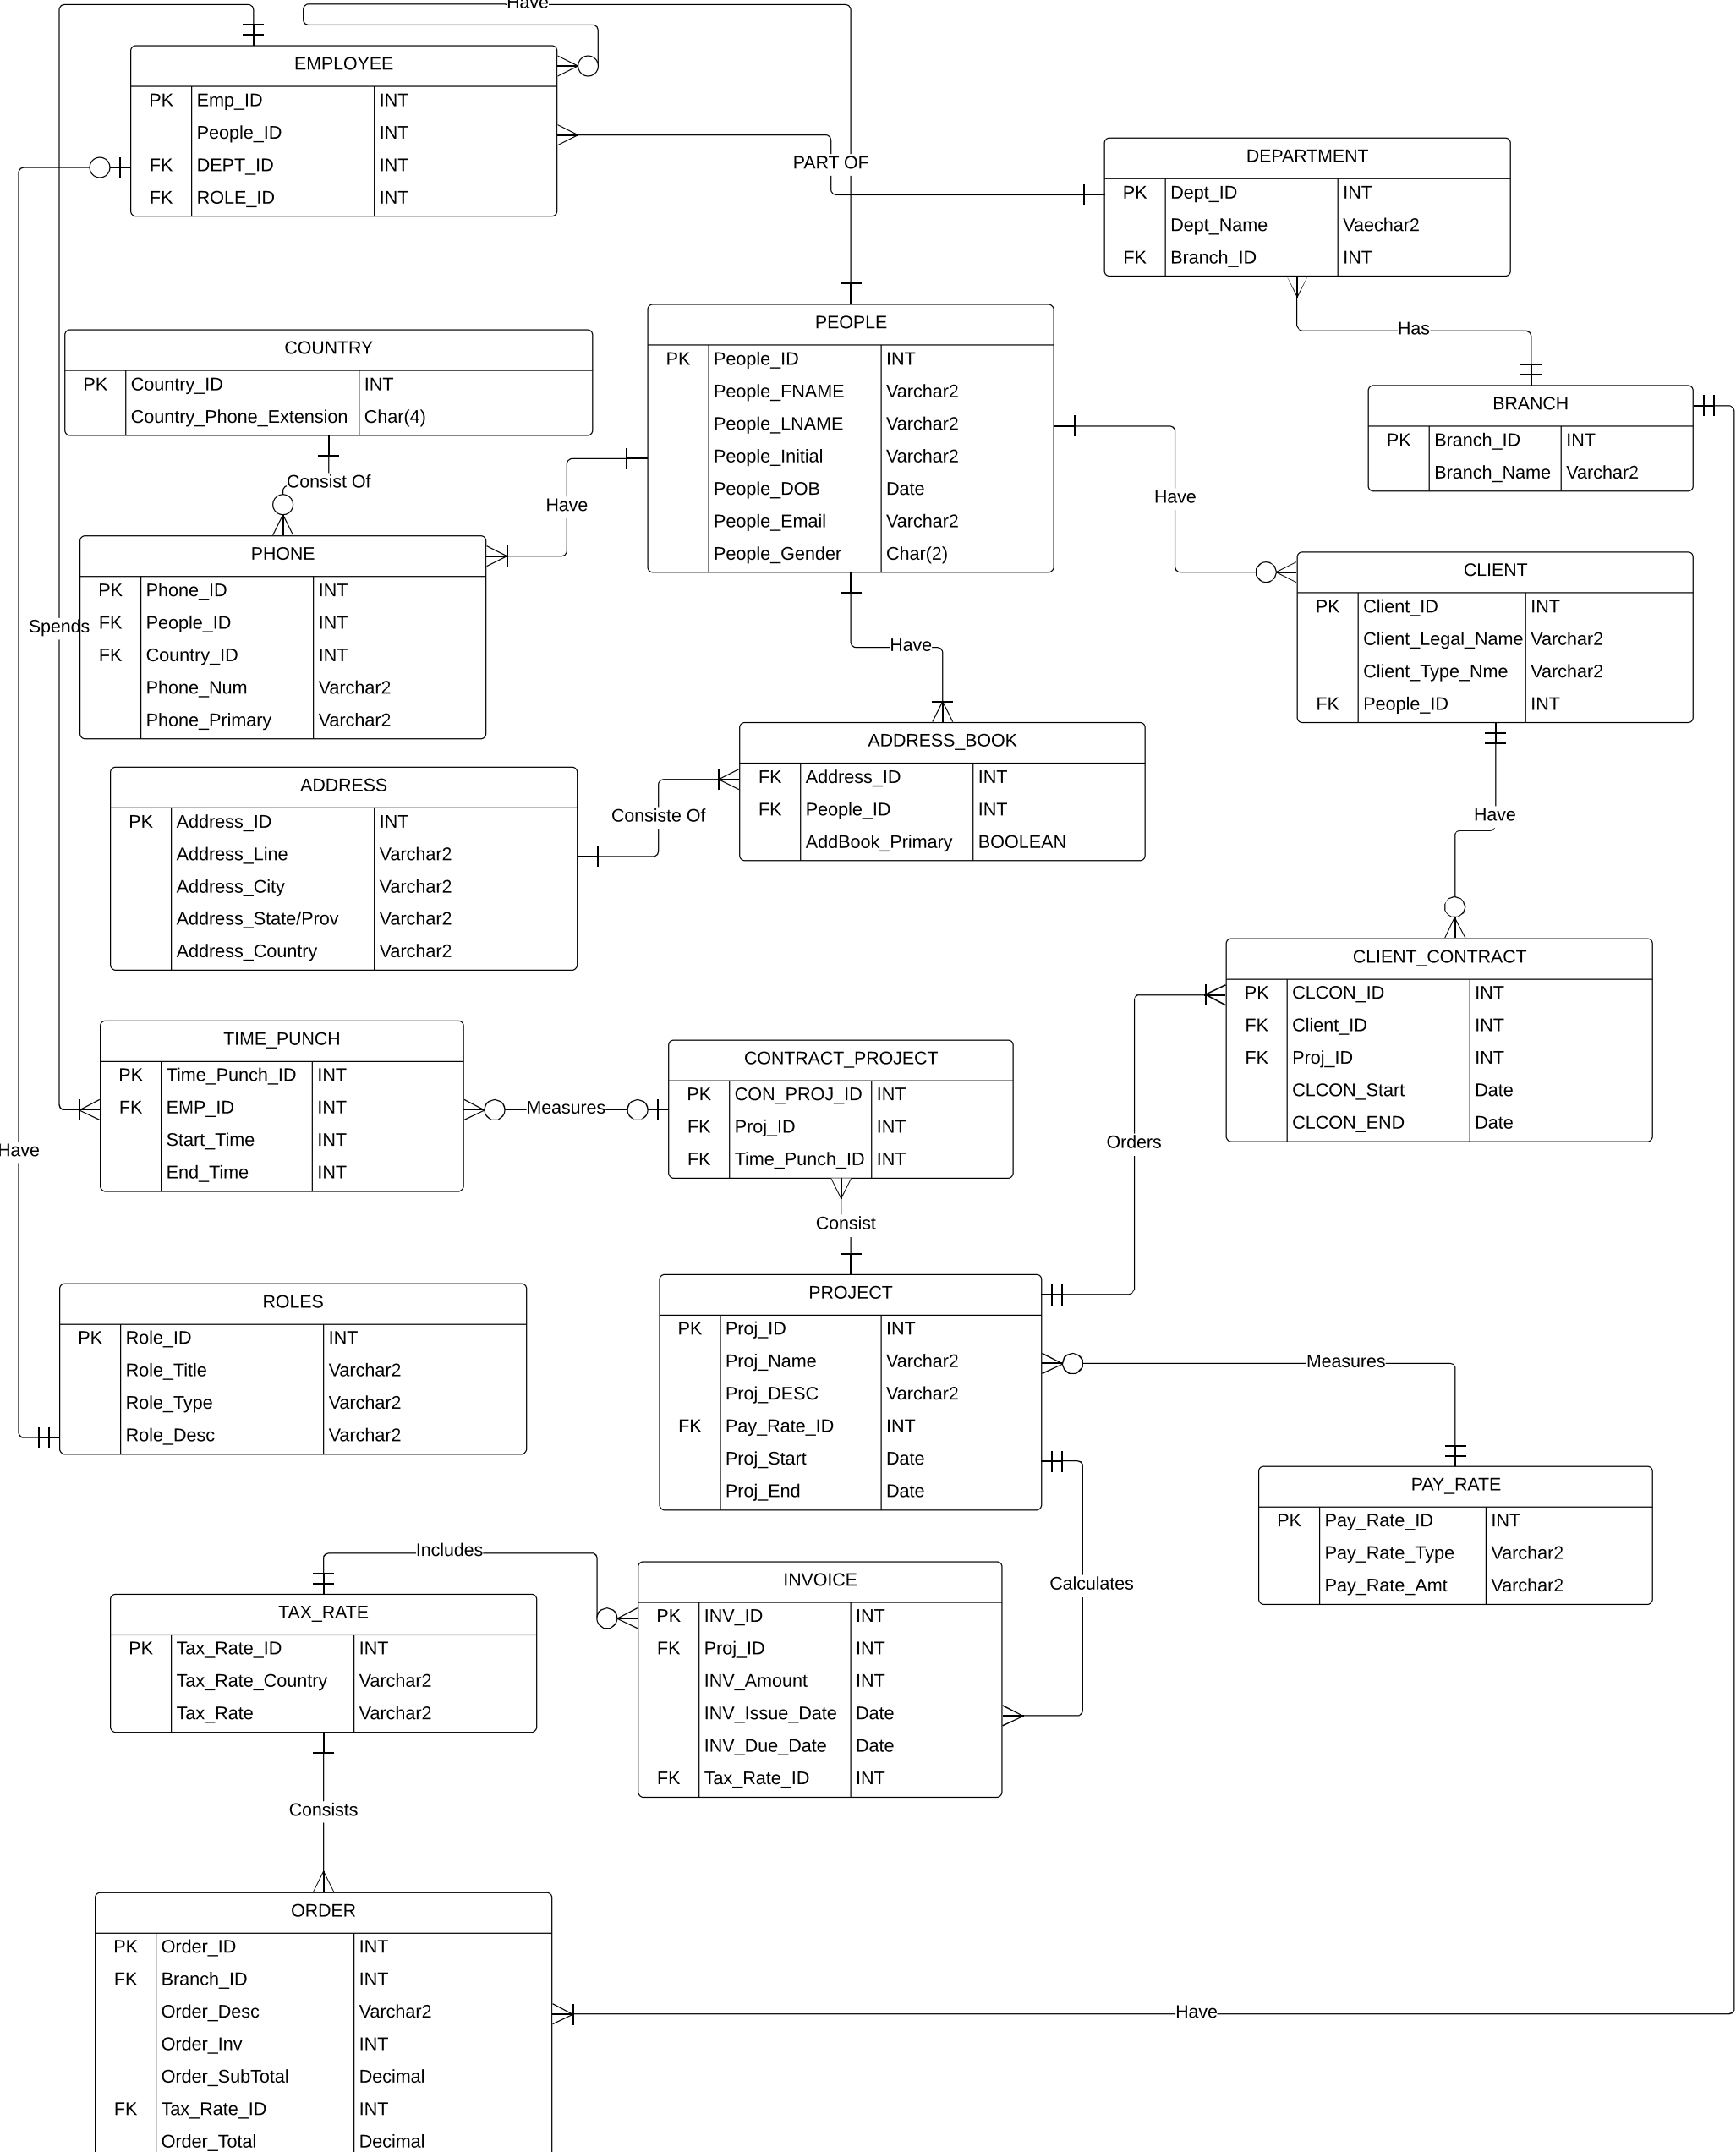 Have
EMPLOYEE
PK Emp_ID INT
People_ID INT
FK DEPT_ID INT
FK ROLE_ID INT
PART OF
DEPARTMENT
PK Dept_ID INT
Dept_Name Vaechar2
FK Branch_ID INT
Has
PEOPLE
PK People_ID INT
People_FNAME Varchar2
People_LNAME Varchar2
People_Initial Varchar2
People_DOB Date
People_Email Varchar2
People_Gender Char(2)
COUNTRY
PK Country_ID INT
Country_Phone_Extension Char(4)
Consist Of
Have
BRANCH
PK Branch_ID INT
Branch_Name Varchar2
Have
PHONE
PK Phone_ID INT
FK People_ID INT
FK Country_ID INT
Phone_Num Varchar2
Phone_Primary Varchar2
Spends
CLIENT
PK Client_ID INT
Client_Legal_Name Varchar2
Client_Type_Nme Varchar2
FK People_ID INT
Have
ADDRESS_BOOK
FK Address_ID INT
FK People_ID INT
AddBook_Primary BOOLEAN
ADDRESS
PK Address_ID INT
Address_Line Varchar2
Address_City Varchar2
Address_State/Prov Varchar2
Address_Country Varchar2
Consiste Of
Have
CLIENT_CONTRACT
PK CLCON_ID INT
FK Client_ID INT
FK Proj_ID INT
CLCON_Start Date
CLCON_END Date
TIME_PUNCH
PK Time_Punch_ID INT
FK EMP_ID INT
Start_Time INT
End_Time INT
Measures
CONTRACT_PROJECT
PK CON_PROJ_ID INT
FK Proj_ID INT
FK Time_Punch_ID INT
Orders
Have
Consist
ROLES
PK Role_ID INT
Role_Title Varchar2
Role_Type Varchar2
Role_Desc Varchar2
PROJECT
PK Proj_ID INT
Proj_Name Varchar2
Proj_DESC Varchar2
FK Pay_Rate_ID INT
Proj_Start Date
Proj_End Date
Measures
PAY_RATE
PK Pay_Rate_ID INT
Pay_Rate_Type Varchar2
Pay_Rate_Amt Varchar2
Includes
Calculates
TAX_RATE
PK Tax_Rate_ID INT
Tax_Rate_Country Varchar2
Tax_Rate Varchar2
INVOICE
PK INV_ID INT
FK Proj_ID INT
INV_Amount INT
INV_Issue_Date Date
INV_Due_Date Date
FK Tax_Rate_ID INT
Consists
ORDER
PK Order_ID INT
FK Branch_ID INT
Order_Desc Varchar2
Order_Inv INT
Order_SubTotal Decimal
FK Tax_Rate_ID INT
Order_Total Decimal
Have